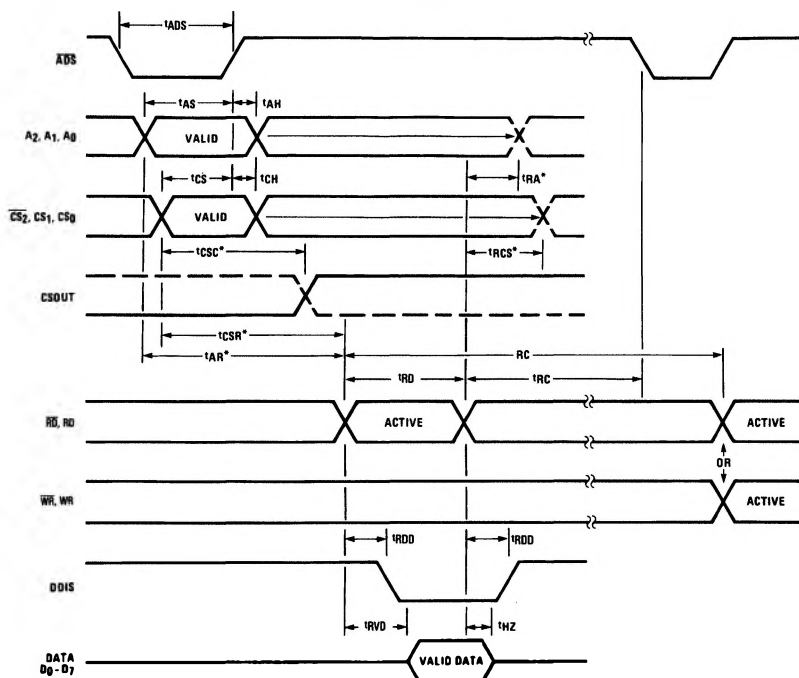 tADS
ADS
tAS tAH
A2, A1, A0 VALID
tCS tCH tRA*
CS2, CS1, CS0 VALID
tCSC* tRCS*
CSOUT
tCSR*
tAR* RC
tRD tRC
RD, RD ACTIVE ACTIVE
OR
WR, WR ACTIVE
tRDD tRDD
DDIS
tRVD tHZ
DATA
D0-D7 VALID DATA